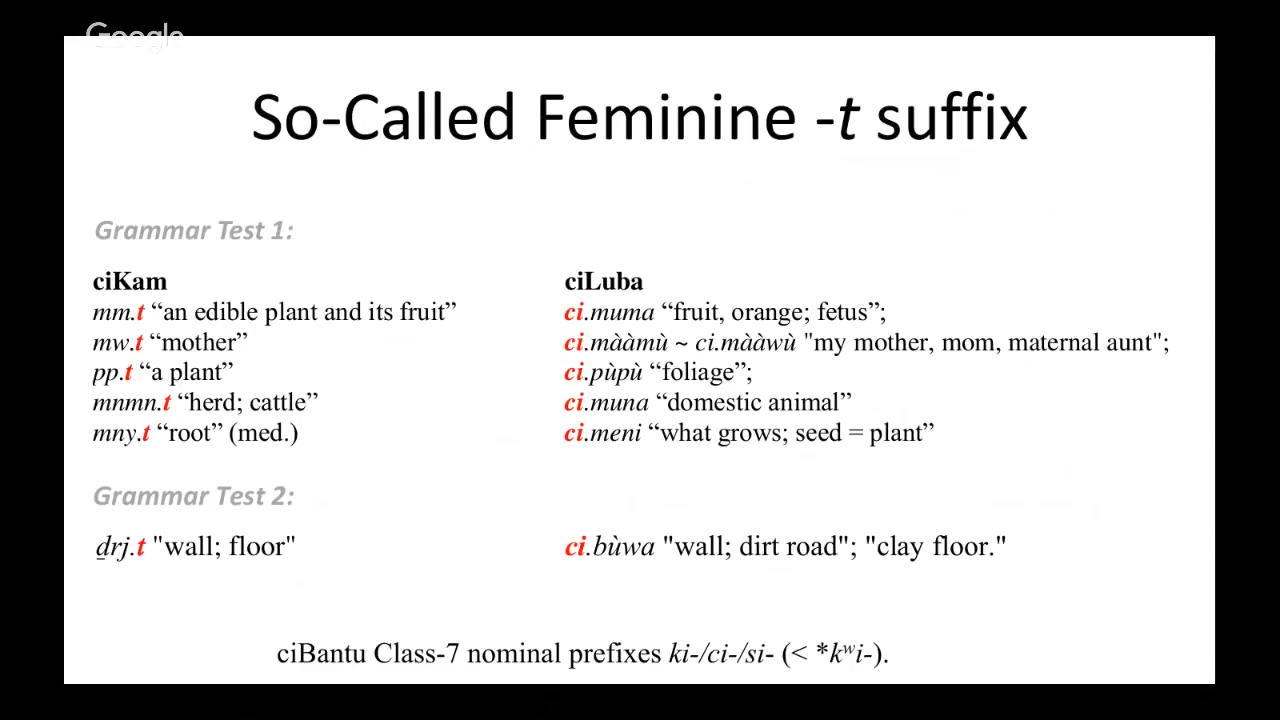 Google
So-Called Feminine -t suffix
Grammar Test 1:
ciKam ciLuba
mm.t “an edible plant and its fruit” ci.muma “fruit, orange; fetus”;
mw.t “mother” ci.mààmù ~ ci.mààwù "my mother, mom, maternal aunt";
pp.t “a plant” ci.pùpù “foliage”;
mnmn.t “herd; cattle” ci.muna “domestic animal”
mny.t “root” (med.) ci.meni “what grows; seed = plant”
Grammar Test 2:
ḏrj.t "wall; floor" ci.bùwa "wall; dirt road"; "clay floor."
ciBantu Class-7 nominal prefixes ki-/ci-/si- (< *kʷi-).